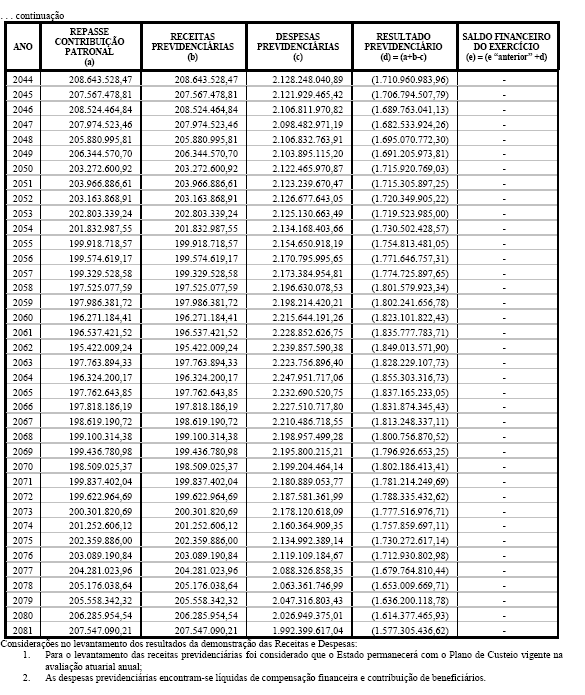 . . . continuação
ANO REPASSE CONTRIBUIÇÃO PATRONAL (a) RECEITAS PREVIDENCIÁRIAS (b) DESPESAS PREVIDENCIÁRIAS (c) RESULTADO PREVIDENCIÁRIO (d) = (a+b-c) SALDO FINANCEIRO DO EXERCÍCIO (e) = (e “anterior” +d)
2044 208.643.528,47 208.643.528,47 2.128.248.040,89 (1.710.960.983,96) -
2045 207.567.478,81 207.567.478,81 2.121.929.465,42 (1.706.794.507,79) -
2046 208.524.464,84 208.524.464,84 2.106.811.970,82 (1.689.763.041,13) -
2047 207.974.523,46 207.974.523,46 2.098.482.971,19 (1.682.533.924,26) -
2048 205.880.995,81 205.880.995,81 2.106.832.763,91 (1.695.070.772,30) -
2049 206.344.570,70 206.344.570,70 2.103.895.115,20 (1.691.205.973,81) -
2050 203.272.600,92 203.272.600,92 2.122.465.970,87 (1.715.920.769,03) -
2051 203.966.886,61 203.966.886,61 2.123.239.670,47 (1.715.305.897,25) -
2052 203.163.868,91 203.163.868,91 2.126.677.643,05 (1.720.349.905,22) -
2053 202.803.339,24 202.803.339,24 2.125.130.663,49 (1.719.523.985,00) -
2054 201.832.987,55 201.832.987,55 2.134.168.403,66 (1.730.502.428,57) -
2055 199.918.718,57 199.918.718,57 2.154.650.918,19 (1.754.813.481,05) -
2056 199.574.619,17 199.574.619,17 2.170.795.995,65 (1.771.646.757,31) -
2057 199.329.528,58 199.329.528,58 2.173.384.954,81 (1.774.725.897,65) -
2058 197.525.077,59 197.525.077,59 2.196.630.078,53 (1.801.579.923,34) -
2059 197.986.381,72 197.986.381,72 2.198.214.420,21 (1.802.241.656,78) -
2060 196.271.184,41 196.271.184,41 2.215.644.191,26 (1.823.101.822,43) -
2061 196.537.421,52 196.537.421,52 2.228.852.626,75 (1.835.777.783,71) -
2062 195.422.009,24 195.422.009,24 2.239.857.590,38 (1.849.013.571,90) -
2063 197.763.894,33 197.763.894,33 2.223.756.896,40 (1.828.229.107,73) -
2064 196.324.200,17 196.324.200,17 2.247.951.717,06 (1.855.303.316,73) -
2065 197.762.643,85 197.762.643,85 2.232.690.520,75 (1.837.165.233,05) -
2066 197.818.186,19 197.818.186,19 2.227.510.717,80 (1.831.874.345,43) -
2067 198.619.190,72 198.619.190,72 2.210.486.718,55 (1.813.248.337,11) -
2068 199.100.314,38 199.100.314,38 2.198.957.499,28 (1.800.756.870,52) -
2069 199.436.780,98 199.436.780,98 2.195.800.215,21 (1.796.926.653,25) -
2070 198.509.025,37 198.509.025,37 2.199.204.464,14 (1.802.186.413,41) -
2071 199.837.402,04 199.837.402,04 2.180.889.053,77 (1.781.214.249,69) -
2072 199.622.964,69 199.622.964,69 2.187.581.361,99 (1.788.335.432,62) -
2073 200.301.820,69 200.301.820,69 2.178.120.618,09 (1.777.516.976,71) -
2074 201.252.606,12 201.252.606,12 2.160.364.909,35 (1.757.859.697,11) -
2075 202.359.886,00 202.359.886,00 2.134.992.389,14 (1.730.272.617,14) -
2076 203.089.190,84 203.089.190,84 2.119.109.184,67 (1.712.930.802,98) -
2077 204.281.023,96 204.281.023,96 2.088.326.858,35 (1.679.764.810,44) -
2078 205.176.038,64 205.176.038,64 2.063.361.746,99 (1.653.009.669,71) -
2079 205.558.342,32 205.558.342,32 2.047.316.803,43 (1.636.200.118,78) -
2080 206.285.954,54 206.285.954,54 2.026.949.375,01 (1.614.377.465,93) -
2081 207.547.090,21 207.547.090,21 1.992.399.617,04 (1.577.305.436,62) -
Considerações no levantamento dos resultados da demonstração das Receitas e Despesas:
1. Para o levantamento das receitas previdenciárias foi considerado que o Estado permanecerá com o Plano de Custeio vigente na
avaliação atuarial anual;
2. As despesas previdenciárias encontram-se líquidas de compensação financeira e contribuição de beneficiários.